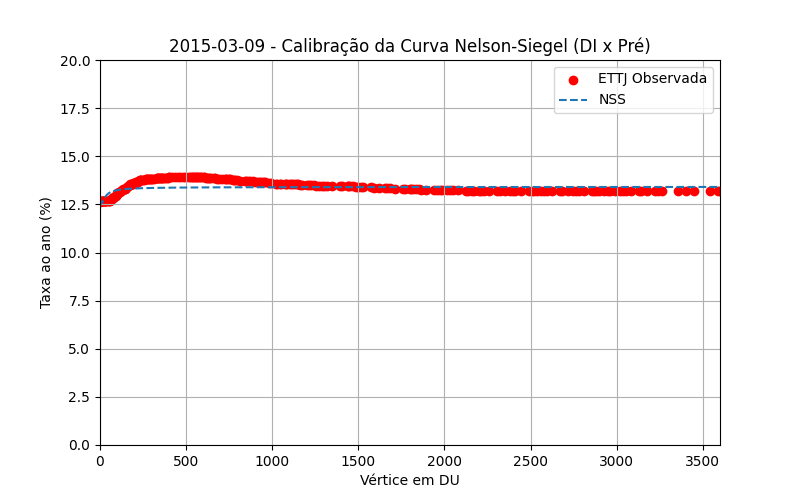 2015-03-09 - Calibração da Curva Nelson-Siegel (DI x Pré)
20.0
17.5
15.0
12.5
10.0
7.5
5.0
2.5
0.0
Taxa ao ano (%)
ETTJ Observada
NSS
0 500 1000 1500 2000 2500 3000 3500
Vértice em DU